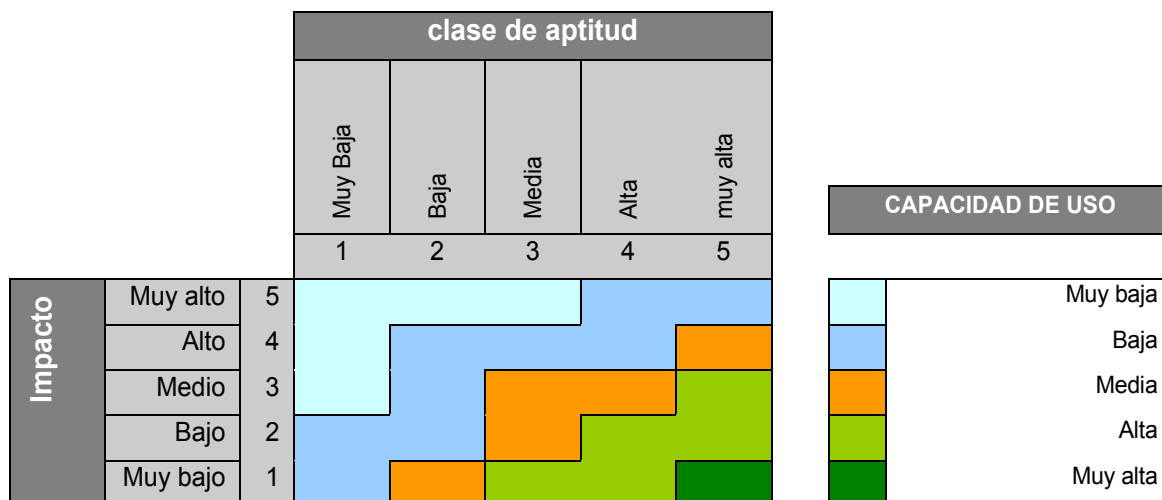 clase de aptitud
Muy Baja
Baja
Media
Alta
muy alta
CAPACIDAD DE USO
1 2 3 4 5
Impacto
Muy alto 5
Muy baja
Alto 4
Baja
Medio 3
Media
Bajo 2
Alta
Muy bajo 1
Muy alta